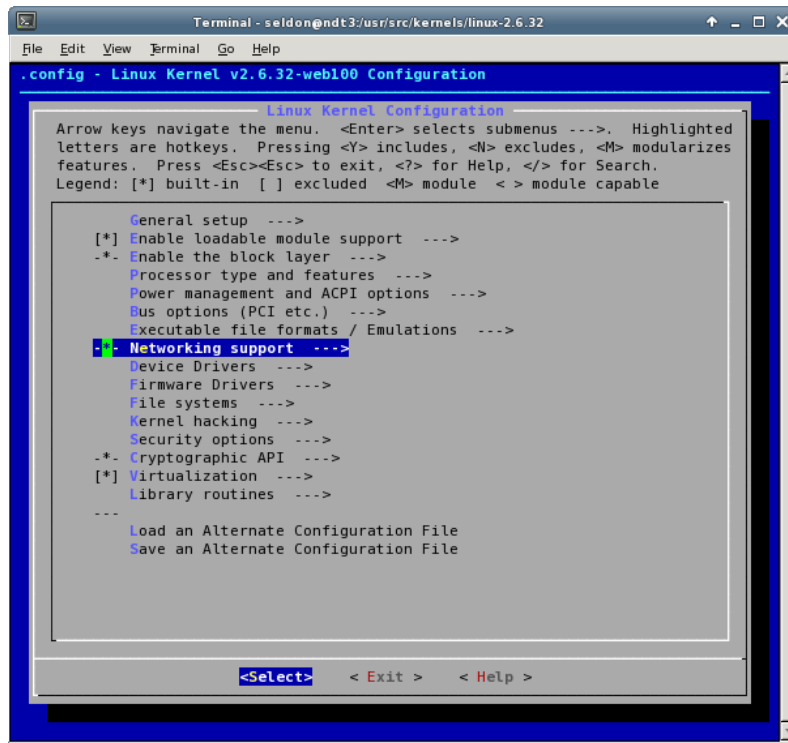 Terminal - seldon@ndt3:/usr/src/kernels/linux-2.6.32
File Edit View Terminal Go Help
.config - Linux Kernel v2.6.32-web100 Configuration
Linux Kernel Configuration
Arrow keys navigate the menu. <Enter> selects submenus --->. Highlighted
letters are hotkeys. Pressing <Y> includes, <N> excludes, <M> modularizes
features. Press <Esc><Esc> to exit, <?> for Help, </> for Search.
Legend: [*] built-in [ ] excluded <M> module < > module capable
General setup --->
[*] Enable loadable module support --->
-*- Enable the block layer --->
Processor type and features --->
Power management and ACPI options --->
Bus options (PCI etc.) --->
Executable file formats / Emulations --->
-*- Networking support --->
Device Drivers --->
Firmware Drivers --->
File systems --->
Kernel hacking --->
Security options --->
-*- Cryptographic API --->
[*] Virtualization --->
Library routines --->
---
Load an Alternate Configuration File
Save an Alternate Configuration File
<Select> < Exit > < Help >